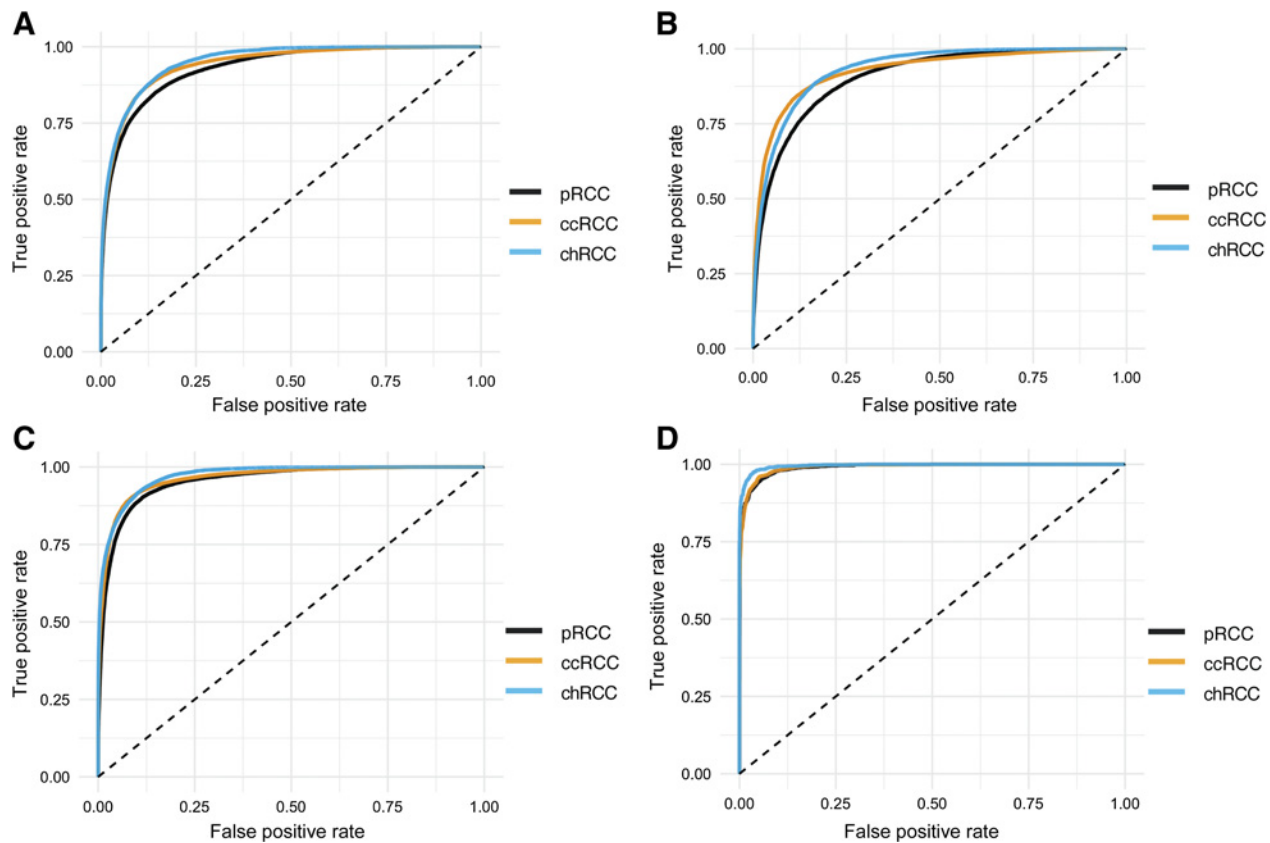 A
True positive rate
1.00
0.75
0.50
0.25
0.00
0.00 0.25 0.50 0.75 1.00
False positive rate
pRCC
ccRCC
chRCC
B
True positive rate
1.00
0.75
0.50
0.25
0.00
0.00 0.25 0.50 0.75 1.00
False positive rate
pRCC
ccRCC
chRCC
C
True positive rate
1.00
0.75
0.50
0.25
0.00
0.00 0.25 0.50 0.75 1.00
False positive rate
pRCC
ccRCC
chRCC
D
True positive rate
1.00
0.75
0.50
0.25
0.00
0.00 0.25 0.50 0.75 1.00
False positive rate
pRCC
ccRCC
chRCC